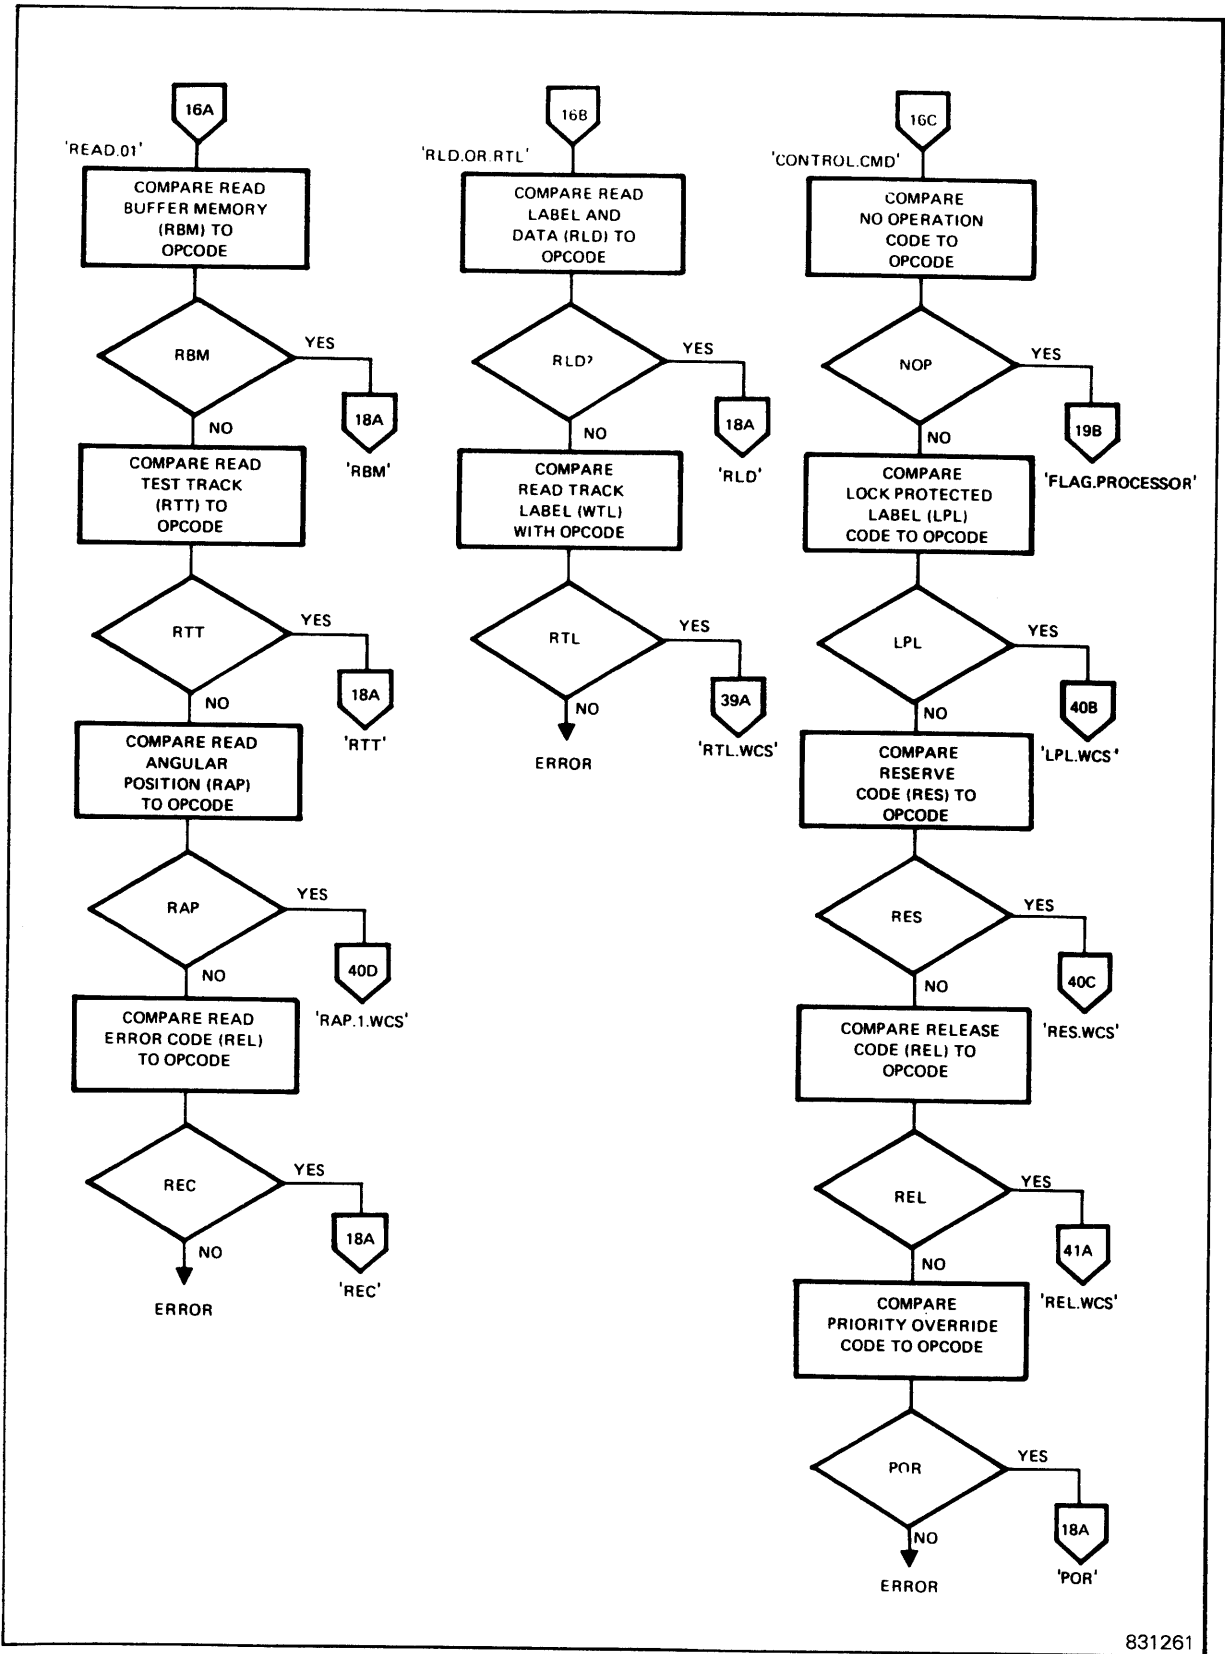 16A
'READ.01'
COMPARE READ
BUFFER MEMORY
(RBM) TO
OPCODE
RBM
YES
18A
'RBM'
NO
COMPARE READ
TEST TRACK
(RTT) TO
OPCODE
RTT
YES
18A
'RTT'
NO
COMPARE READ
ANGULAR
POSITION (RAP)
TO OPCODE
RAP
YES
40D
'RAP.1.WCS'
NO
COMPARE READ
ERROR CODE (REL)
TO OPCODE
REC
YES
18A
'REC'
NO
ERROR
16B
'RLD.OR.RTL'
COMPARE READ
LABEL AND
DATA (RLD) TO
OPCODE
RLD?
YES
18A
'RLD'
NO
COMPARE
READ TRACK
LABEL (WTL)
WITH OPCODE
RTL
YES
39A
'RTL.WCS'
NO
ERROR
16C
'CONTROL.CMD'
COMPARE
NO OPERATION
CODE TO
OPCODE
NOP
YES
19B
'FLAG.PROCESSOR'
NO
COMPARE
LOCK PROTECTED
LABEL (LPL)
CODE TO OPCODE
LPL
YES
40B
'LPL.WCS'
NO
COMPARE
RESERVE
CODE (RES) TO
OPCODE
RES
YES
40C
'RES.WCS'
NO
COMPARE RELEASE
CODE (REL) TO
OPCODE
REL
YES
41A
'REL.WCS'
NO
COMPARE
PRIORITY OVERRIDE
CODE TO OPCODE
POR
YES
18A
'POR'
NO
ERROR
831261